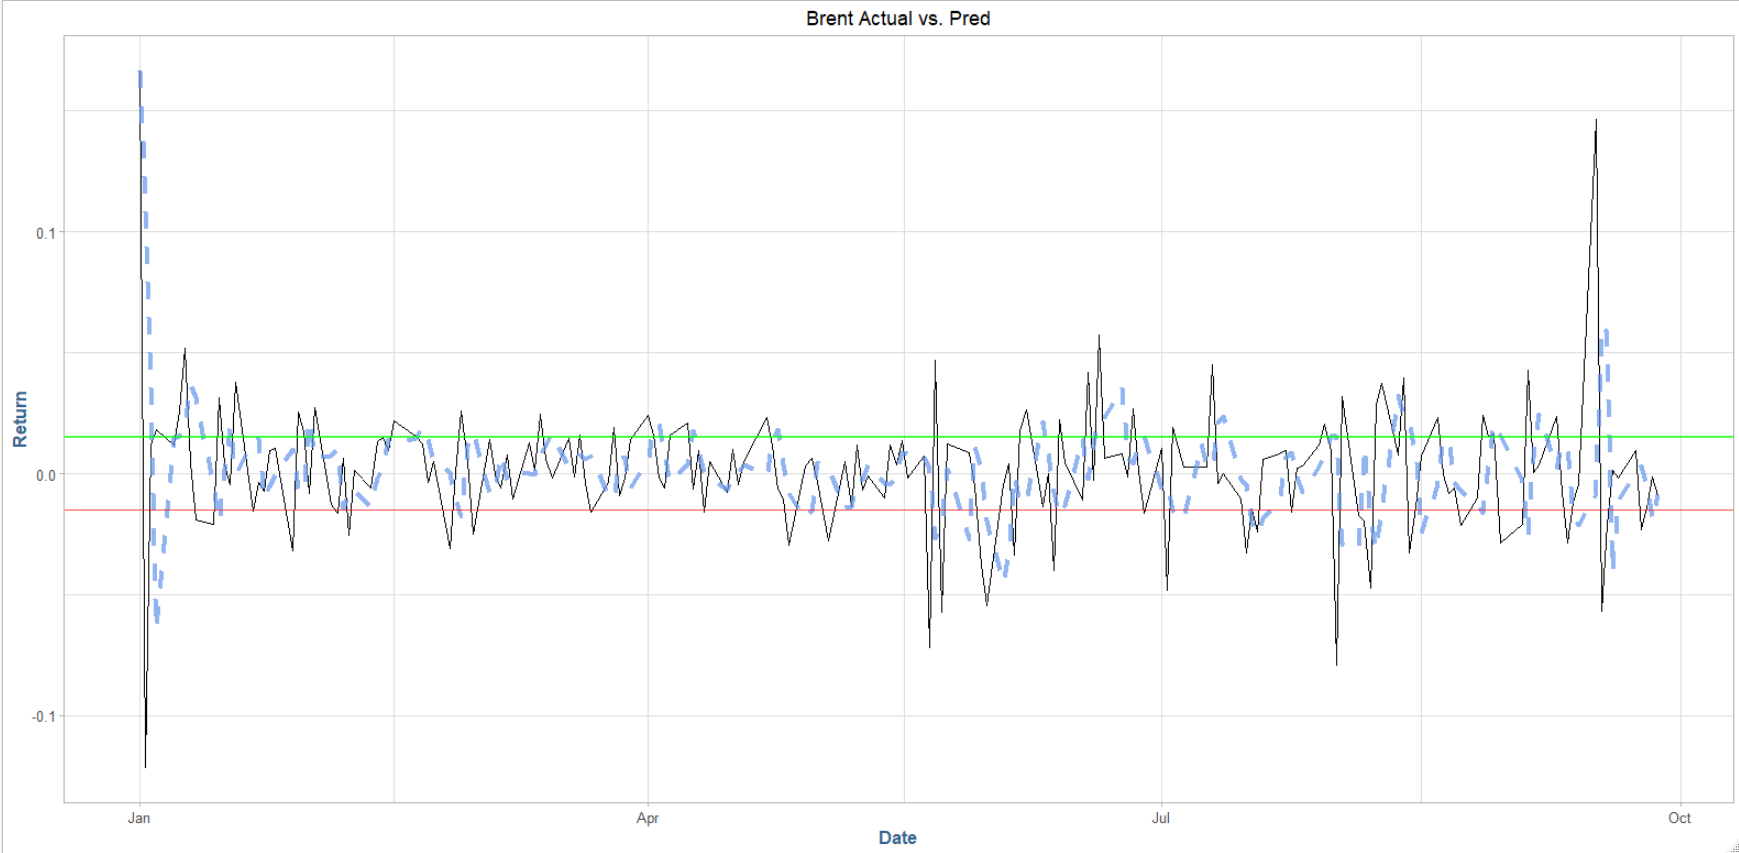 Brent Actual vs. Pred
Return
0.1
0.0
-0.1
Jan
Apr
Jul
Oct
Date